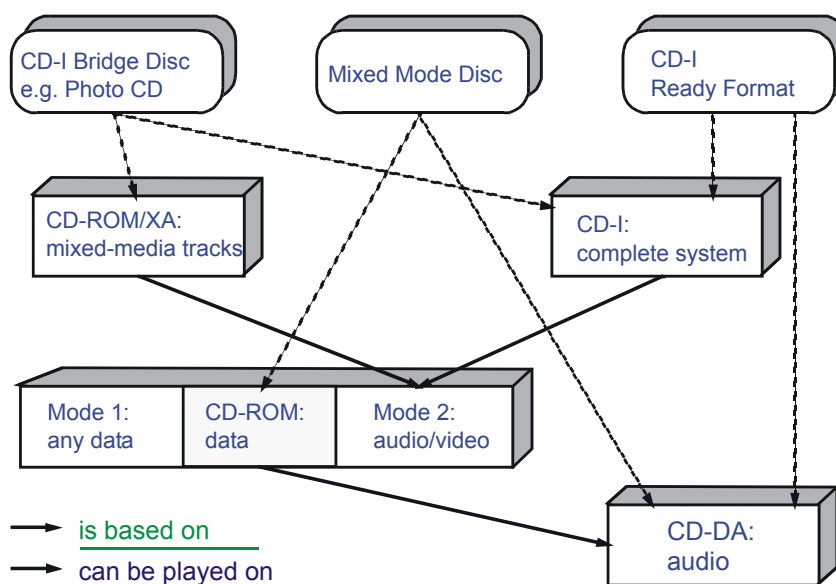 CD-I Bridge Disc
e.g. Photo CD
Mixed Mode Disc
CD-I
Ready Format
CD-ROM/XA:
mixed-media tracks
CD-I:
complete system
Mode 1:
any data
CD-ROM:
data
Mode 2:
audio/video
CD-DA:
audio
is based on
can be played on